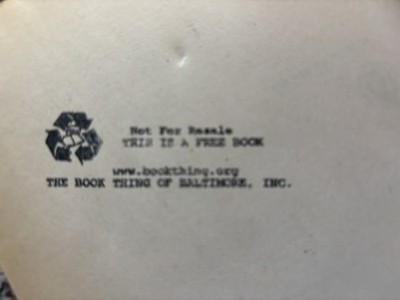 Not For Resale
THIS IS A FREE BOOK
www.bookthing.org
THE BOOK THING OF BALTIMORE, INC.